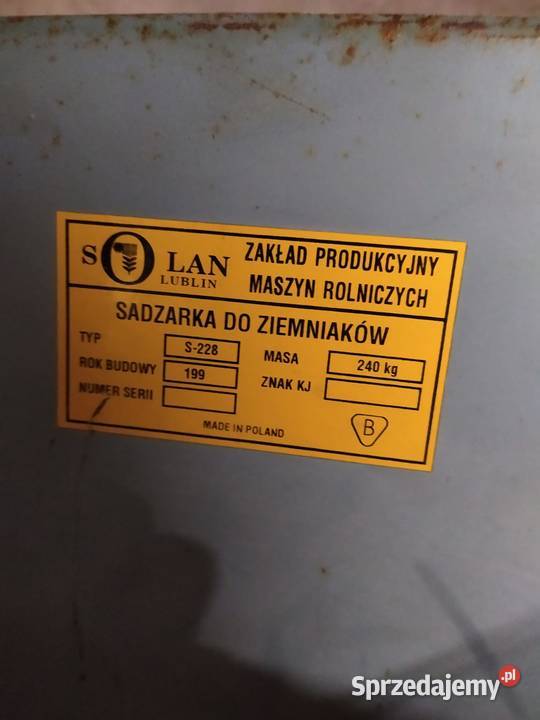 SOLAN
LUBLIN
ZAKŁAD PRODUKCYJNY
MASZYN ROLNICZYCH
SADZARKA DO ZIEMNIAKÓW
TYP S-228 MASA 240 kg
ROK BUDOWY 199 ZNAK KJ
NUMER SERII
MADE IN POLAND
B
Sprzedajemy.pl